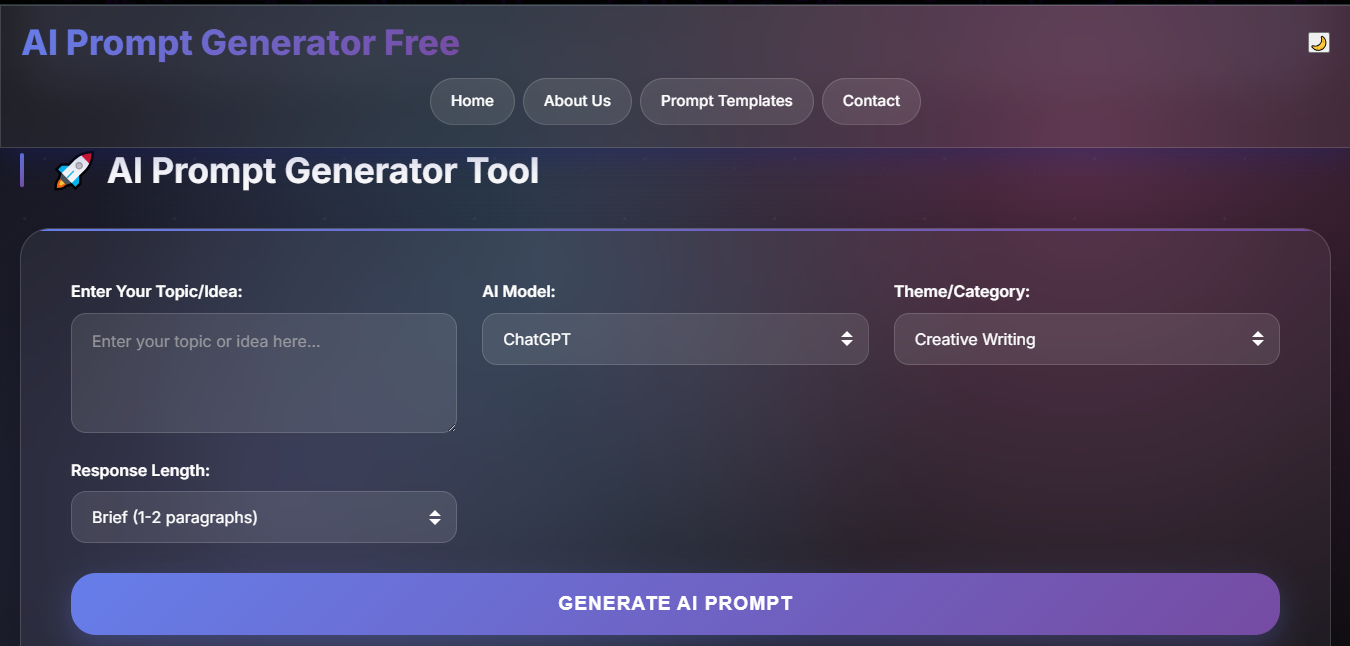 AI Prompt Generator Free
Home
About Us
Prompt Templates
Contact
🚀 AI Prompt Generator Tool
Enter Your Topic/Idea:
AI Model:
Theme/Category:
Enter your topic or idea here...
ChatGPT
Creative Writing
Response Length:
Brief (1-2 paragraphs)
GENERATE AI PROMPT